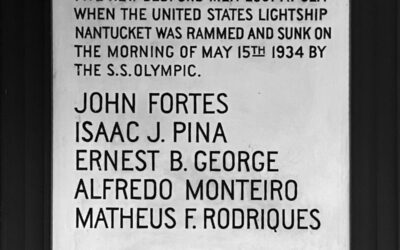 WHEN THE UNITED STATES LIGHTSHIP
NANTUCKET WAS RAMMED AND SUNK ON
THE MORNING OF MAY 15TH 1934 BY
THE S.S. OLYMPIC.
JOHN FORTES
ISAAC J. PINA
ERNEST B. GEORGE
ALFREDO MONTEIRO
MATHEUS F. RODRIQUES